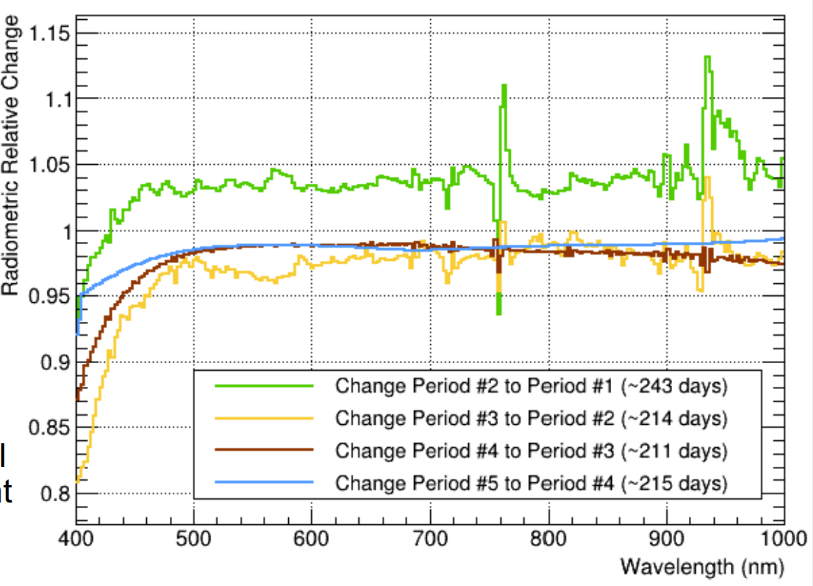 Radiometric Relative Change
1.15
1.1
1.05
1
0.95
0.9
0.85
0.8
Change Period #2 to Period #1 (~243 days)
Change Period #3 to Period #2 (~214 days)
Change Period #4 to Period #3 (~211 days)
Change Period #5 to Period #4 (~215 days)
400 500 600 700 800 900 1000
Wavelength (nm)